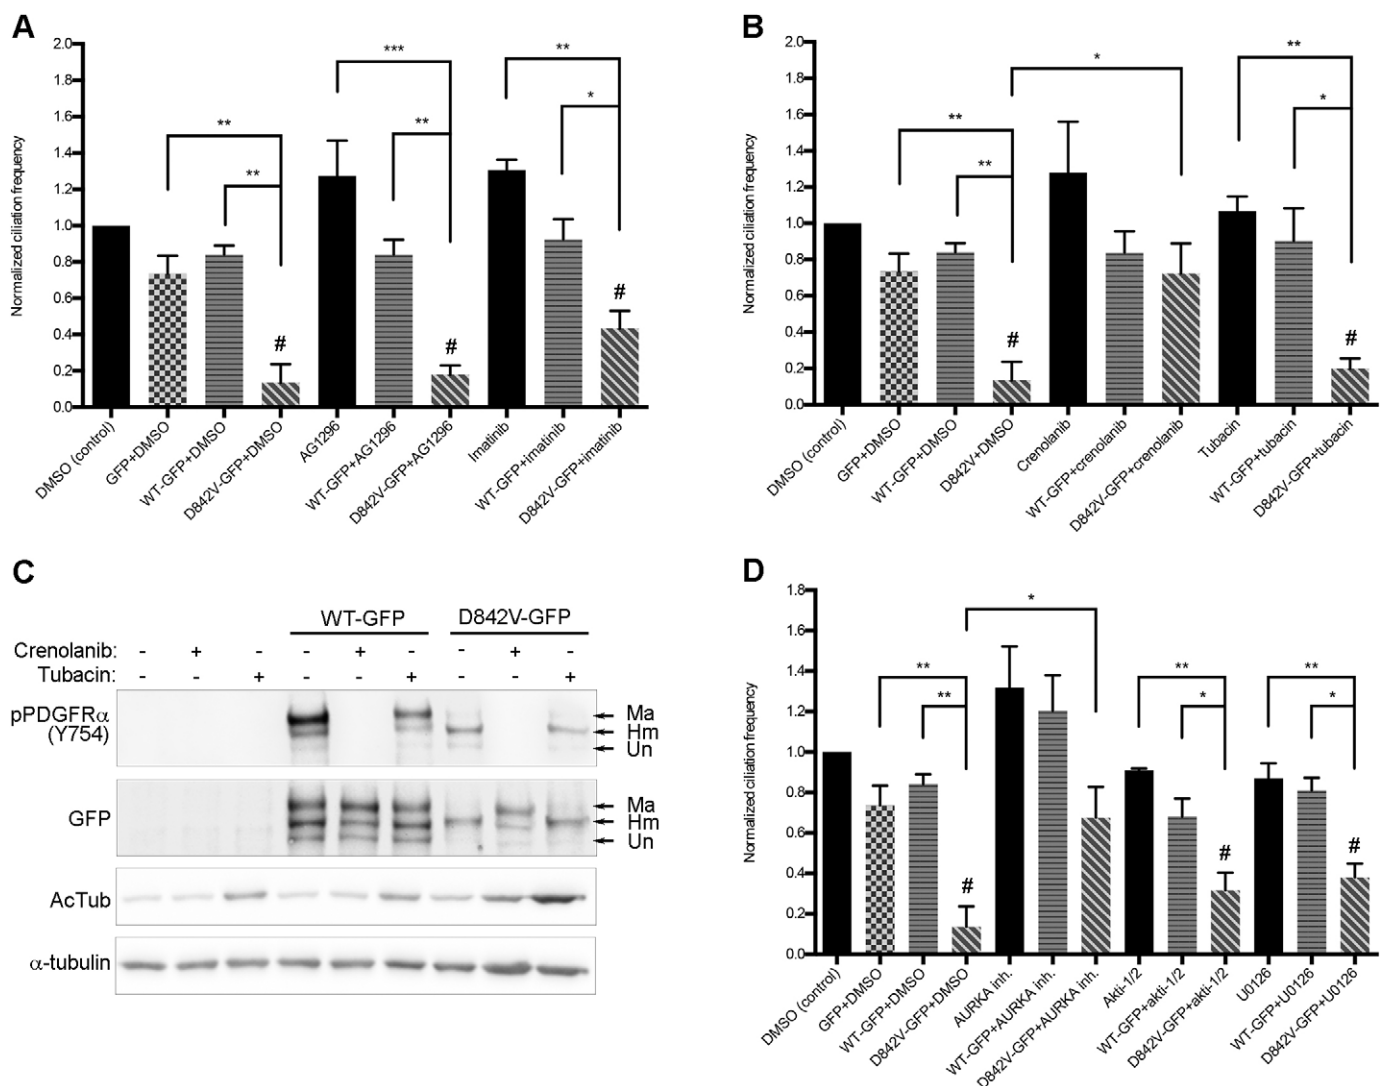 A
Normalized ciliation frequency
2.0
1.8
1.6
1.4
1.2
1.0
0.8
0.6
0.4
0.2
0.0
** ** *** ** ** *
# # #
DMSO (control)
GFP+DMSO
WT-GFP+DMSO
D842V-GFP+DMSO
AG1296
WT-GFP+AG1296
D842V-GFP+AG1296
Imatinib
WT-GFP+imatinib
D842V-GFP+imatinib
B
Normalized ciliation frequency
2.0
1.8
1.6
1.4
1.2
1.0
0.8
0.6
0.4
0.2
0.0
** ** * ** *
# #
DMSO (control)
GFP+DMSO
WT-GFP+DMSO
D842V+DMSO
Crenolanib
WT-GFP+crenolanib
D842V-GFP+crenolanib
Tubacin
WT-GFP+tubacin
D842V-GFP+tubacin
C
WT-GFP D842V-GFP
Crenolanib: - + - - + - - + -
Tubacin: - - + - - + - - +
pPDGFRα
(Y754)
Ma
Hm
Un
GFP
Ma
Hm
Un
AcTub
α-tubulin
D
Normalized ciliation frequency
1.8
1.6
1.4
1.2
1.0
0.8
0.6
0.4
0.2
0.0
** ** * ** * ** *
# # #
DMSO (control)
GFP+DMSO
WT-GFP+DMSO
D842V-GFP+DMSO
AURKA inh.
WT-GFP+AURKA inh.
D842V-GFP+AURKA inh.
Akti-1/2
WT-GFP+akti-1/2
D842V-GFP+akti-1/2
U0126
WT-GFP+U0126
D842V-GFP+U0126